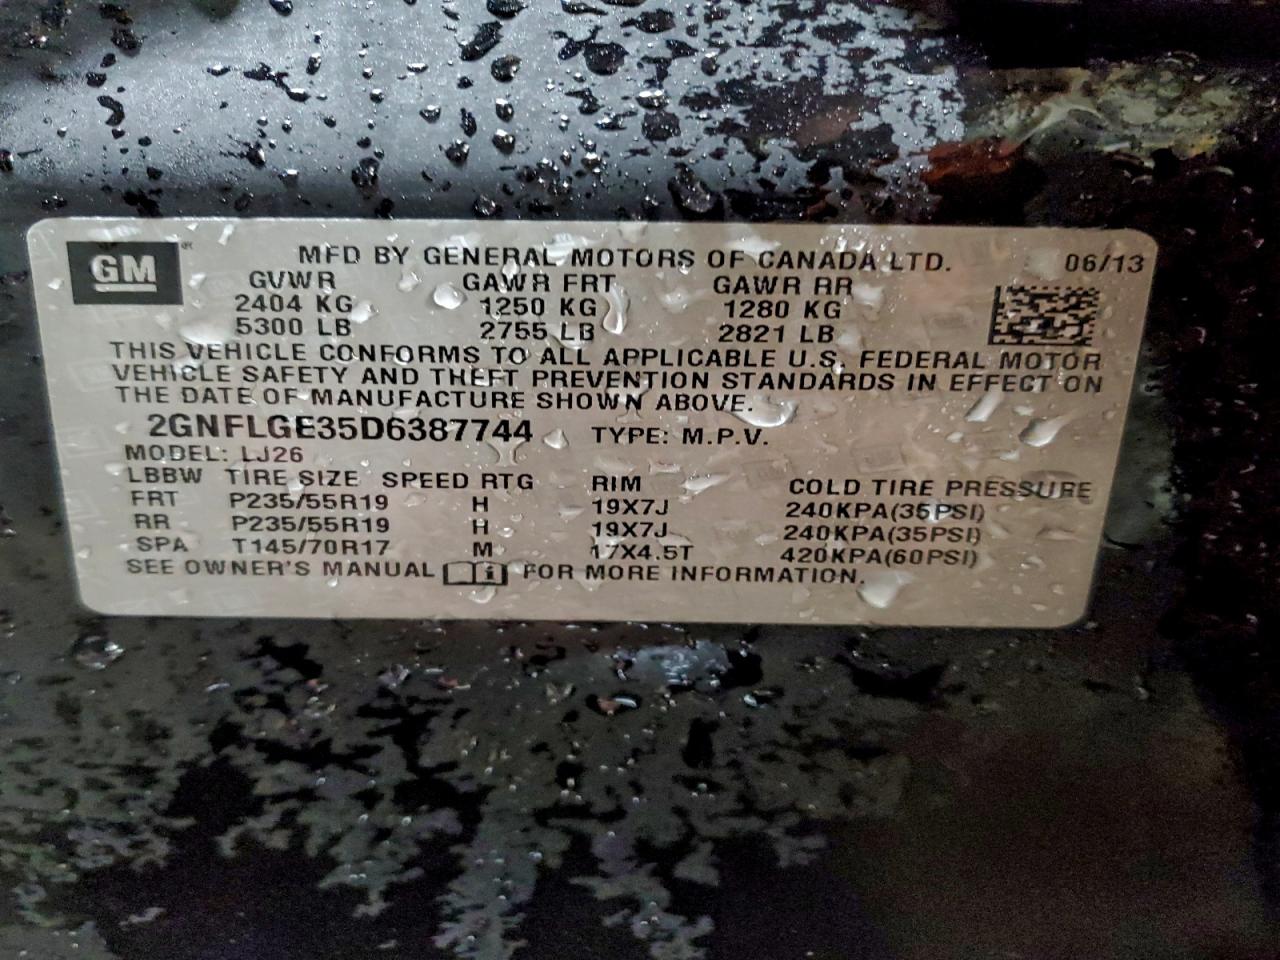 GM
MFD BY GENERAL MOTORS OF CANADA LTD. 06/13
GVWR GAWR FRT GAWR RR
2404 KG 1250 KG 1280 KG
5300 LB 2755 LB 2821 LB
THIS VEHICLE CONFORMS TO ALL APPLICABLE U.S. FEDERAL MOTOR
VEHICLE SAFETY AND THEFT PREVENTION STANDARDS IN EFFECT ON
THE DATE OF MANUFACTURE SHOWN ABOVE.
2GNFLGE35D6387744 TYPE: M.P.V.
MODEL: LJ26
LBBW TIRE SIZE SPEED RTG RIM COLD TIRE PRESSURE
FRT P235/55R19 H 19X7J 240KPA(35PSI)
RR P235/55R19 H 19X7J 240KPA(35PSI)
SPA T145/70R17 M 17X4.5T 420KPA(60PSI)
SEE OWNER'S MANUAL FOR MORE INFORMATION.